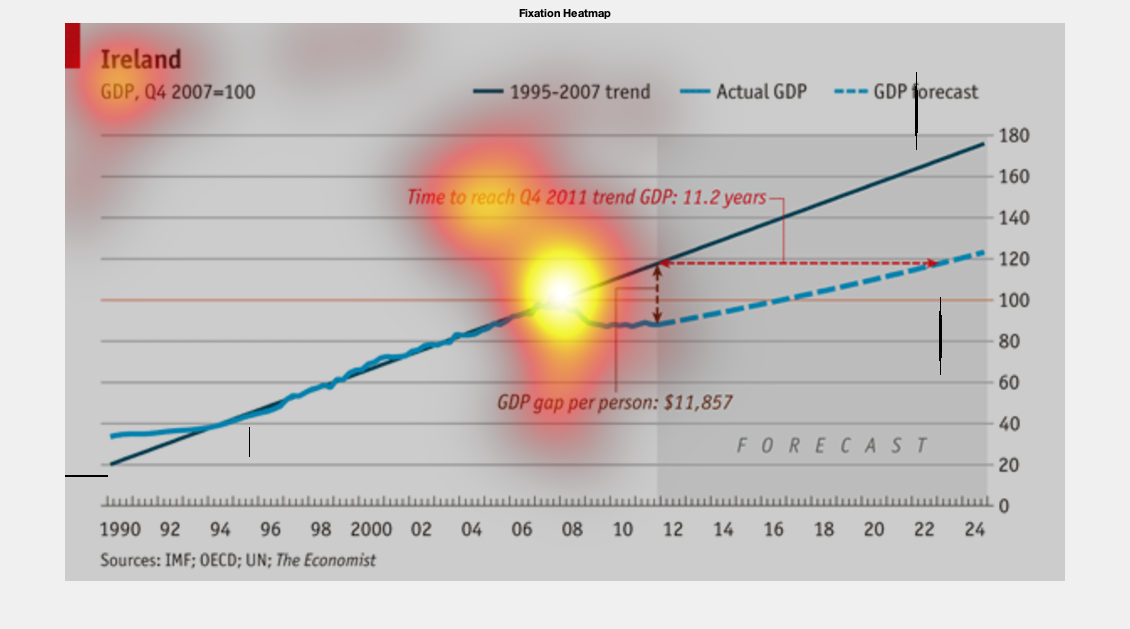 Fixation Heatmap
Ireland
GDP, Q4 2007=100
1995-2007 trend Actual GDP GDP forecast
180
160
Time to reach Q4 2011 trend GDP: 11.2 years
140
120
100
80
60
GDP gap per person: $11,857
40
FORECAST
20
0
1990 92 94 96 98 2000 02 04 06 08 10 12 14 16 18 20 22 24
Sources: IMF; OECD; UN; The Economist